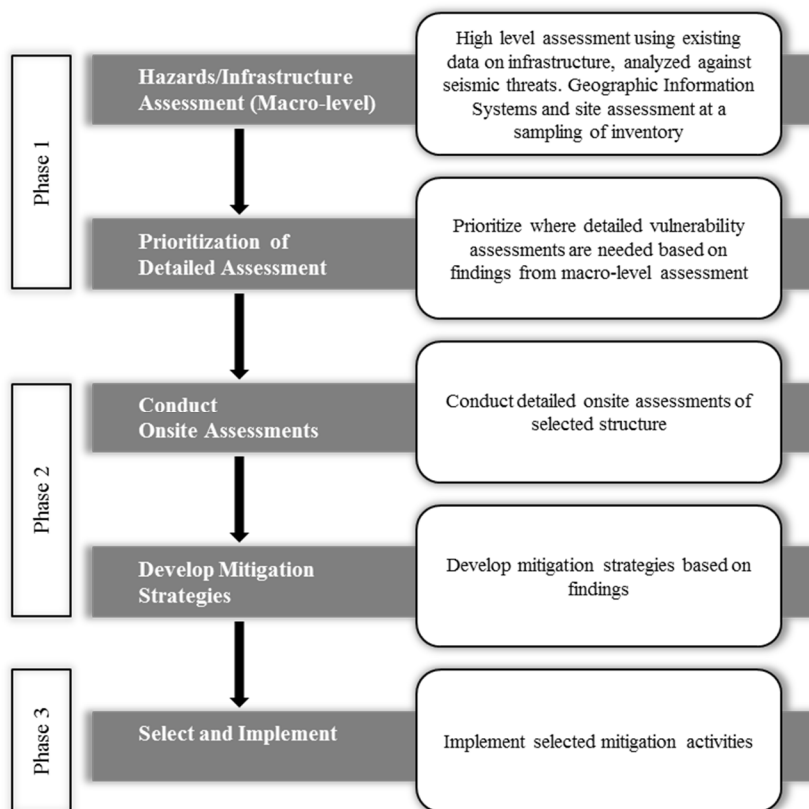 Phase 1
Hazards/Infrastructure
Assessment (Macro-level)
High level assessment using existing
data on infrastructure, analyzed against
seismic threats. Geographic Information
Systems and site assessment at a
sampling of inventory
Prioritization of
Detailed Assessment
Prioritize where detailed vulnerability
assessments are needed based on
findings from macro-level assessment
Phase 2
Conduct
Onsite Assessments
Conduct detailed onsite assessments of
selected structure
Develop Mitigation
Strategies
Develop mitigation strategies based on
findings
Phase 3
Select and Implement
Implement selected mitigation activities